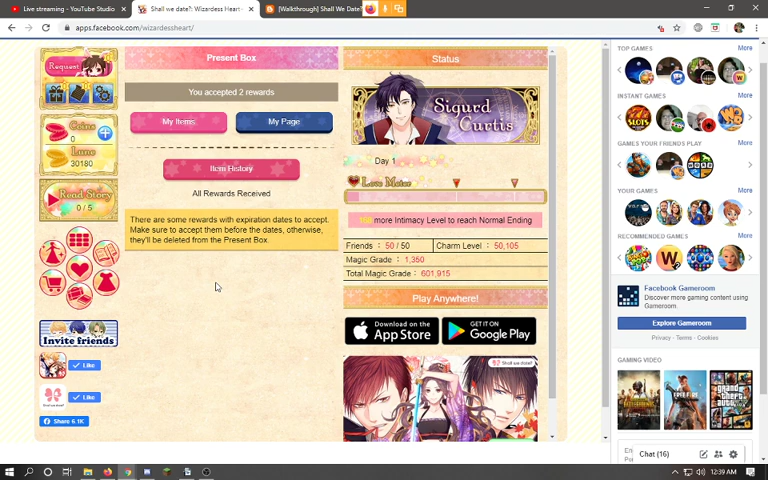 Live streaming - YouTube Studio
Shall we date?: Wizardess Heart -
[Walkthrough] Shall We Date?
apps.facebook.com/wizardessheart/
Request
Coins
0
Lune
30180
Read Story
0 / 5
Invite friends
Like
Like
Share 6.1K
Present Box
You accepted 2 rewards
My Items
My Page
Item History
All Rewards Received
There are some rewards with expiration dates to accept.
Make sure to accept them before the dates, otherwise,
they'll be deleted from the Present Box.
Status
Sigurd
Curtis
Day 1
Love Meter
more Intimacy Level to reach Normal Ending
Friends : 50 / 50
Charm Level : 50,105
Magic Grade : 1,350
Total Magic Grade : 601,915
Play Anywhere!
Download on the
App Store
GET IT ON
Google Play
Shall we date?
TOP GAMES
More
INSTANT GAMES
More
GAMES YOUR FRIENDS PLAY
YOUR GAMES
More
RECOMMENDED GAMES
More
Facebook Gameroom
Discover more gaming content using
Gameroom.
Explore Gameroom
Privacy · Terms · Cookies
GAMING VIDEO
Chat (16)
12:39 AM